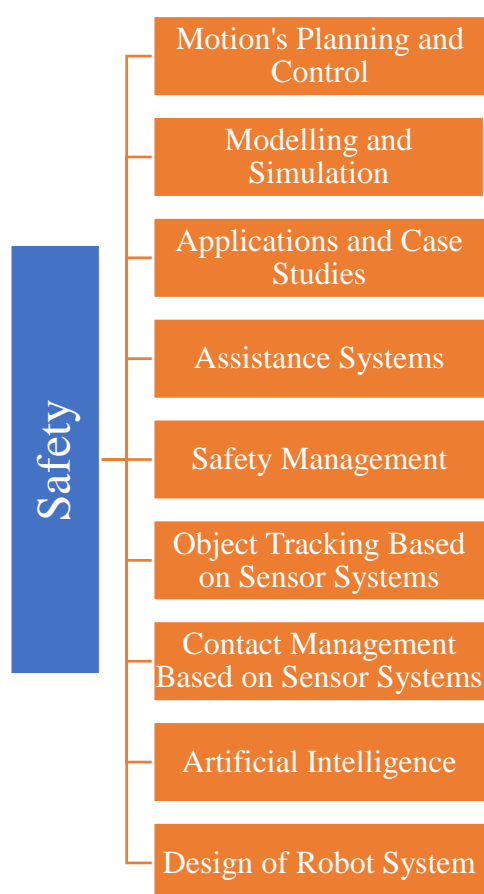 Safety
Motion's Planning and
Control
Modelling and
Simulation
Applications and Case
Studies
Assistance Systems
Safety Management
Object Tracking Based
on Sensor Systems
Contact Management
Based on Sensor Systems
Artificial Intelligence
Design of Robot System